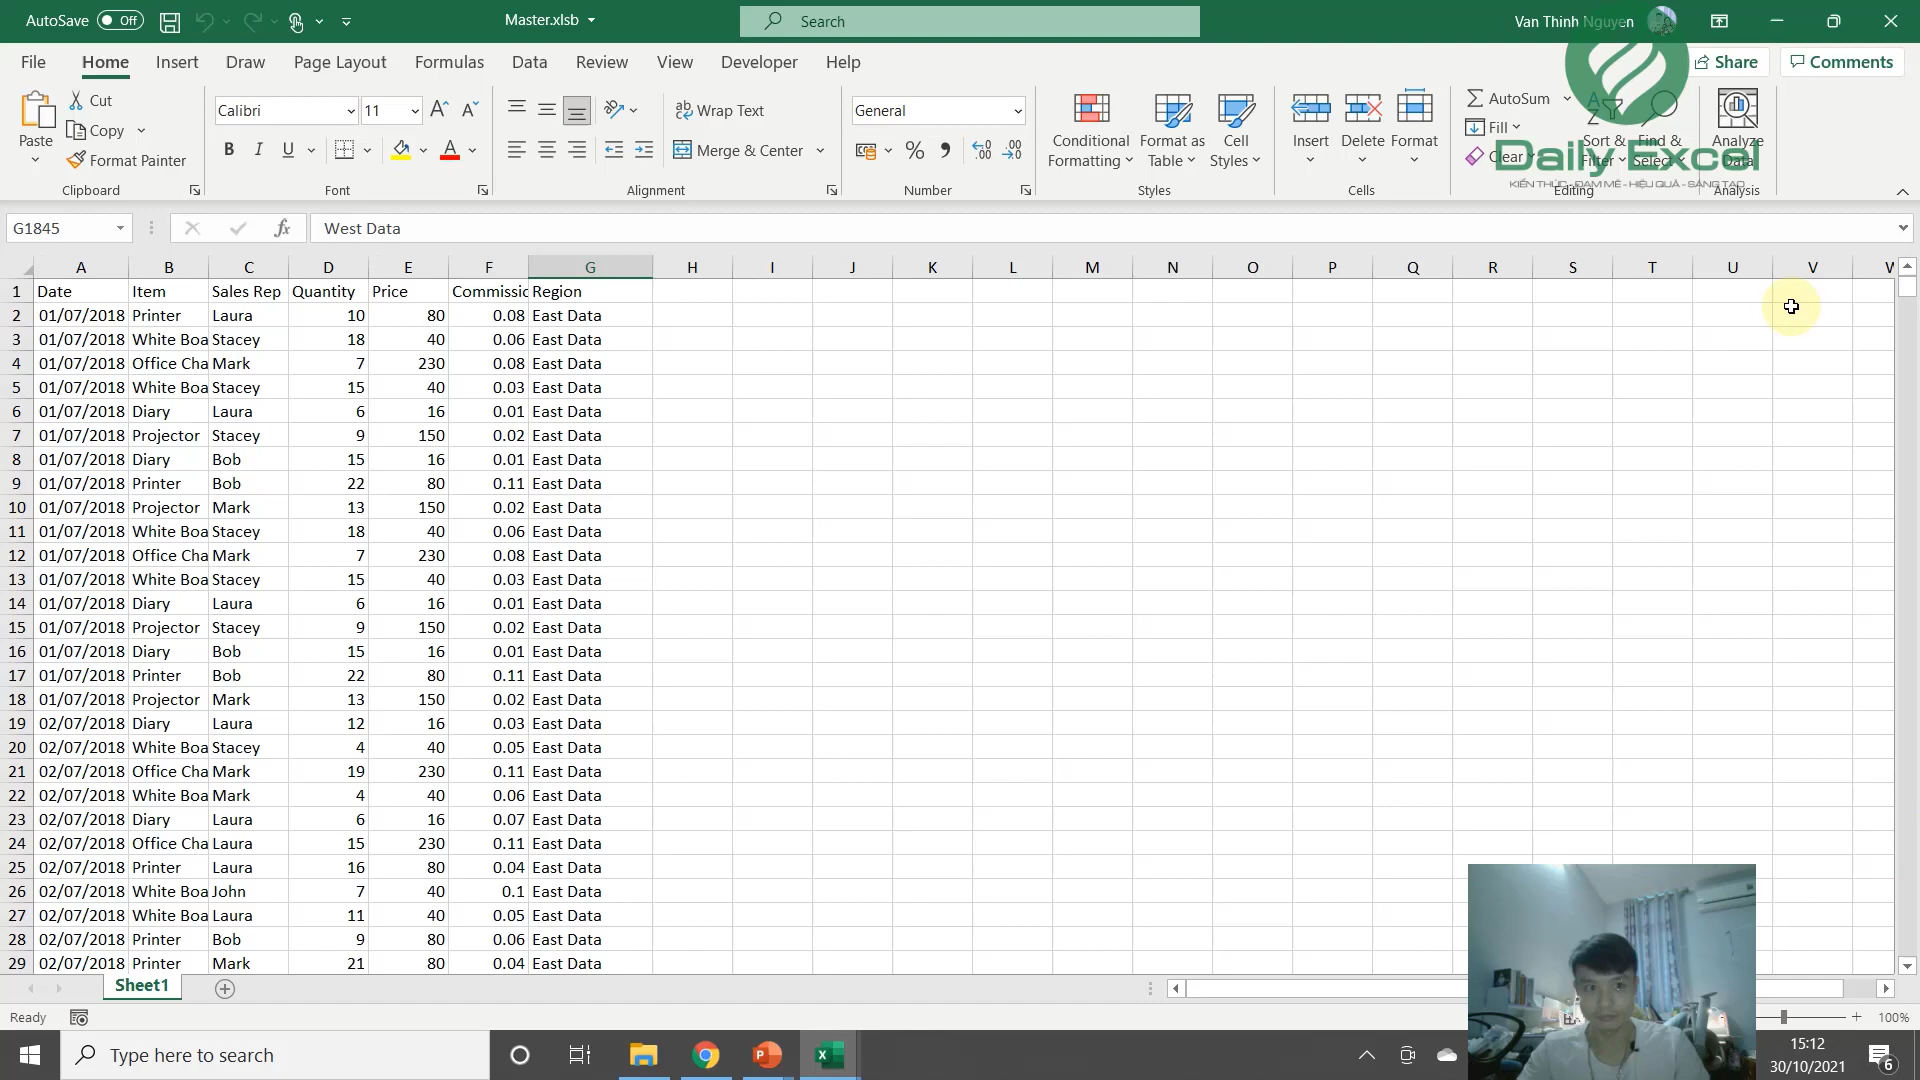 AutoSave Off Master.xlsb Search Van Thinh Nguyen
File Home Insert Draw Page Layout Formulas Data Review View Developer Help Share Comments
Paste Cut Copy Format Painter Clipboard
Calibri 11 B I U A Font
Wrap Text Merge & Center Alignment
General % Number
Conditional Formatting Format as Table Cell Styles Styles
Insert Delete Format Cells
AutoSum Fill Clear Sort & Filter Find & Select Editing
Analyze Data Analysis
Daily Excel
KIẾN THỨC - ĐAM MÊ - HIỆU QUẢ - SÁNG TẠO
G1845 fx West Data
A B C D E F G H I J K L M N O P Q R S T U V W
1 Date Item Sales Rep Quantity Price Commissic Region
2 01/07/2018 Printer Laura 10 80 0.08 East Data
3 01/07/2018 White Boa Stacey 18 40 0.06 East Data
4 01/07/2018 Office Cha Mark 7 230 0.08 East Data
5 01/07/2018 White Boa Stacey 15 40 0.03 East Data
6 01/07/2018 Diary Laura 6 16 0.01 East Data
7 01/07/2018 Projector Stacey 9 150 0.02 East Data
8 01/07/2018 Diary Bob 15 16 0.01 East Data
9 01/07/2018 Printer Bob 22 80 0.11 East Data
10 01/07/2018 Projector Mark 13 150 0.02 East Data
11 01/07/2018 White Boa Stacey 18 40 0.06 East Data
12 01/07/2018 Office Cha Mark 7 230 0.08 East Data
13 01/07/2018 White Boa Stacey 15 40 0.03 East Data
14 01/07/2018 Diary Laura 6 16 0.01 East Data
15 01/07/2018 Projector Stacey 9 150 0.02 East Data
16 01/07/2018 Diary Bob 15 16 0.01 East Data
17 01/07/2018 Printer Bob 22 80 0.11 East Data
18 01/07/2018 Projector Mark 13 150 0.02 East Data
19 02/07/2018 Diary Laura 12 16 0.03 East Data
20 02/07/2018 White Boa Stacey 4 40 0.05 East Data
21 02/07/2018 Office Cha Mark 19 230 0.11 East Data
22 02/07/2018 White Boa Mark 4 40 0.06 East Data
23 02/07/2018 Diary Laura 6 16 0.07 East Data
24 02/07/2018 Office Cha Laura 15 230 0.11 East Data
25 02/07/2018 Printer Laura 16 80 0.04 East Data
26 02/07/2018 White Boa John 7 40 0.1 East Data
27 02/07/2018 White Boa Laura 11 40 0.05 East Data
28 02/07/2018 Printer Bob 9 80 0.06 East Data
29 02/07/2018 Printer Mark 21 80 0.04 East Data
Sheet1
Ready 100%
Type here to search 15:12
30/10/2021 6